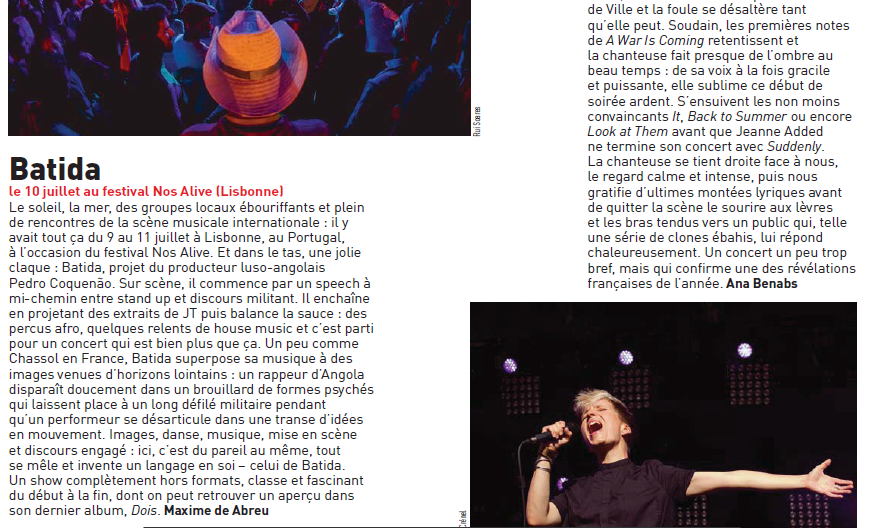 Rui Soares
Batida
le 10 juillet au festival Nos Alive (Lisbonne)
Le soleil, la mer, des groupes locaux ébouriffants et plein
de rencontres de la scène musicale internationale : il y
avait tout ça du 9 au 11 juillet à Lisbonne, au Portugal,
à l’occasion du festival Nos Alive. Et dans le tas, une jolie
claque : Batida, projet du producteur luso-angolais
Pedro Coquenão. Sur scène, il commence par un speech à
mi-chemin entre stand up et discours militant. Il enchaîne
en projetant des extraits de JT puis balance la sauce : des
percus afro, quelques relents de house music et c’est parti
pour un concert qui est bien plus que ça. Un peu comme
Chassol en France, Batida superpose sa musique à des
images venues d’horizons lointains : un rappeur d’Angola
disparaît doucement dans un brouillard de formes psychés
qui laissent place à un long défilé militaire pendant
qu’un performeur se désarticule dans une transe d’idées
en mouvement. Images, danse, musique, mise en scène
et discours engagé : ici, c’est du pareil au même, tout
se mêle et invente un langage en soi – celui de Batida.
Un show complètement hors formats, classe et fascinant
du début à la fin, dont on peut retrouver un aperçu dans
son dernier album, Dois. Maxime de Abreu
de Ville et la foule se désaltère tant
qu’elle peut. Soudain, les premières notes
de A War Is Coming retentissent et
la chanteuse fait presque de l’ombre au
beau temps : de sa voix à la fois gracile
et puissante, elle sublime ce début de
soirée ardent. S’ensuivent les non moins
convaincants It, Back to Summer ou encore
Look at Them avant que Jeanne Added
ne termine son concert avec Suddenly.
La chanteuse se tient droite face à nous,
le regard calme et intense, puis nous
gratifie d’ultimes montées lyriques avant
de quitter la scène le sourire aux lèvres
et les bras tendus vers un public qui, telle
une série de clones ébahis, lui répond
chaleureusement. Un concert un peu trop
bref, mais qui confirme une des révélations
françaises de l’année. Ana Benabs